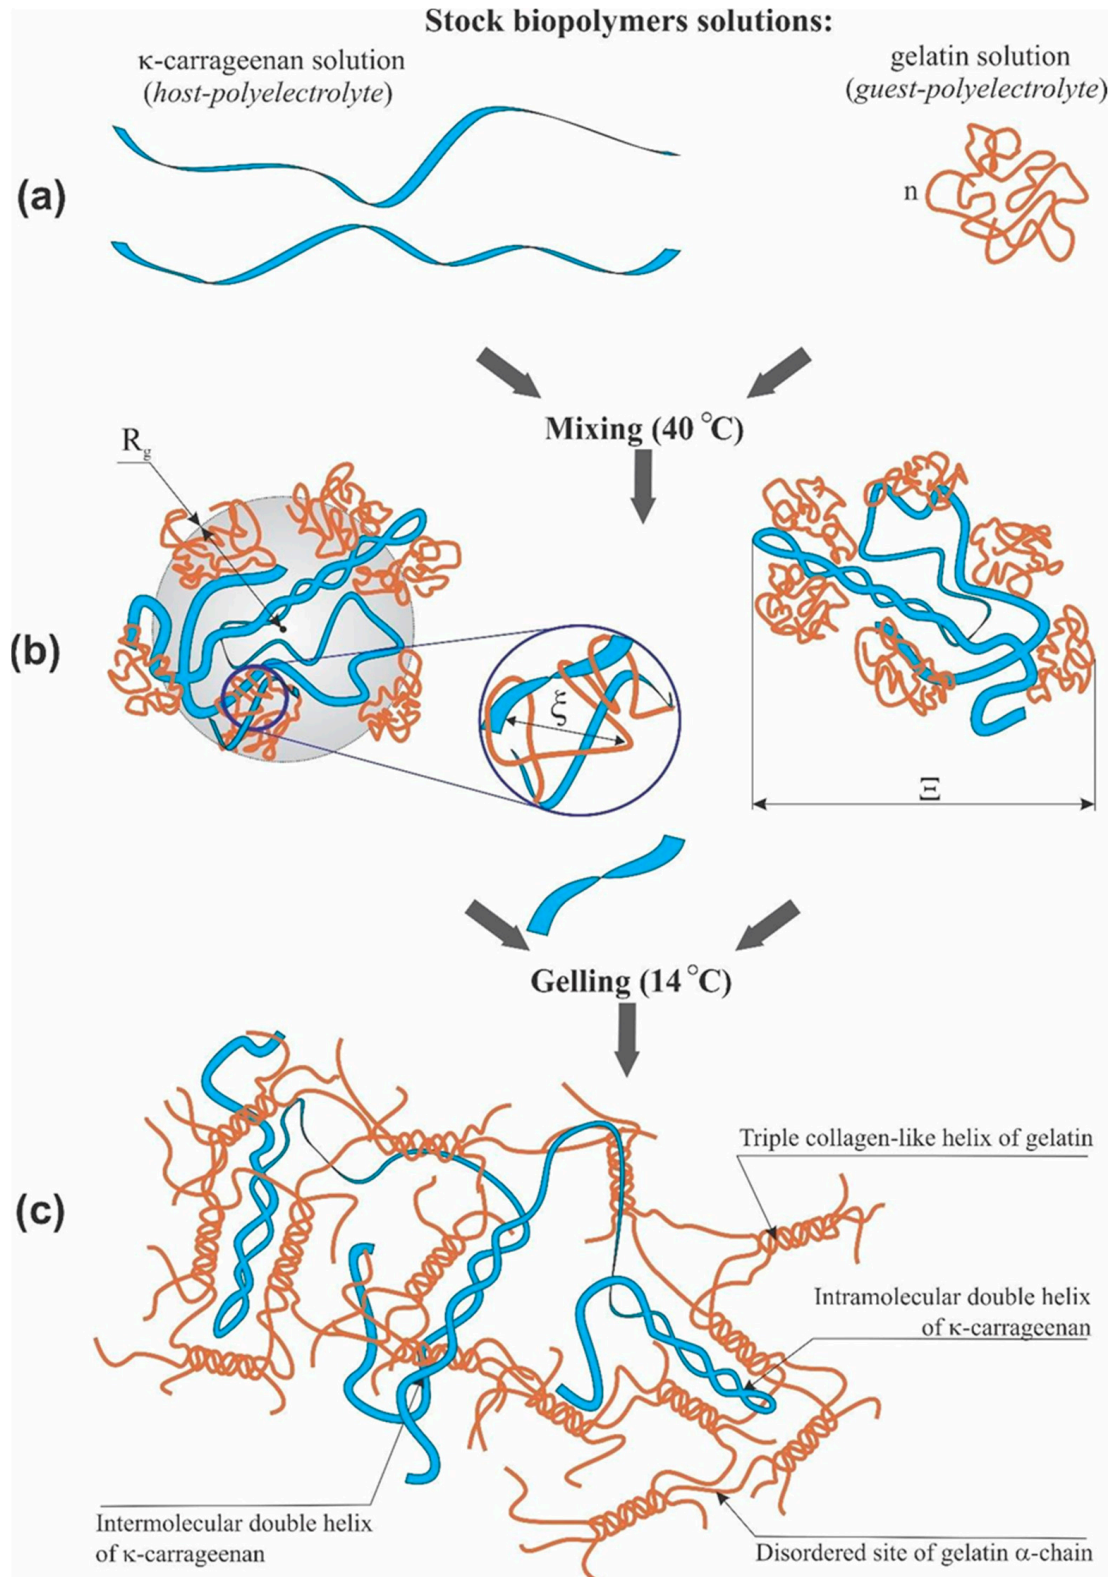 Stock biopolymers solutions:
κ-carrageenan solution
(host-polyelectrolyte)
gelatin solution
(guest-polyelectrolyte)
(a)
n
Mixing (40 °C)
Rg
(b)
ξ
Ξ
Gelling (14 °C)
(c)
Triple collagen-like helix of gelatin
Intramolecular double helix
of κ-carrageenan
Intermolecular double helix
of κ-carrageenan
Disordered site of gelatin α-chain